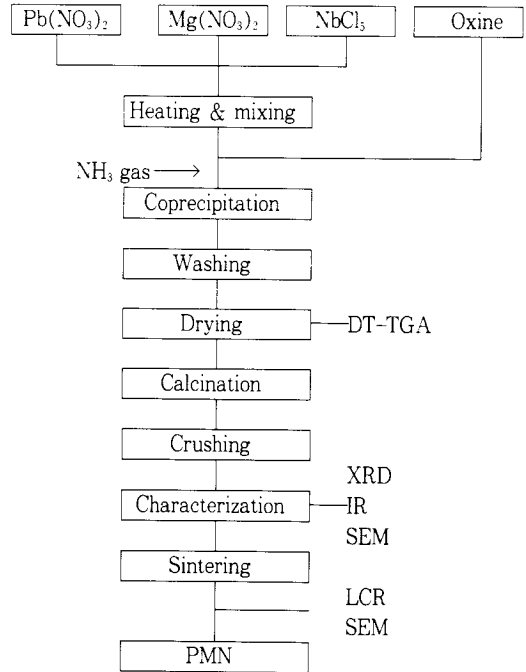 Pb(NO₃)₂ Mg(NO₃)₂ NbCl₅ Oxine
Heating & mixing
NH₃ gas
Coprecipitation
Washing
Drying DT-TGA
Calcination
Crushing
XRD
Characterization IR
SEM
Sintering
LCR
SEM
PMN